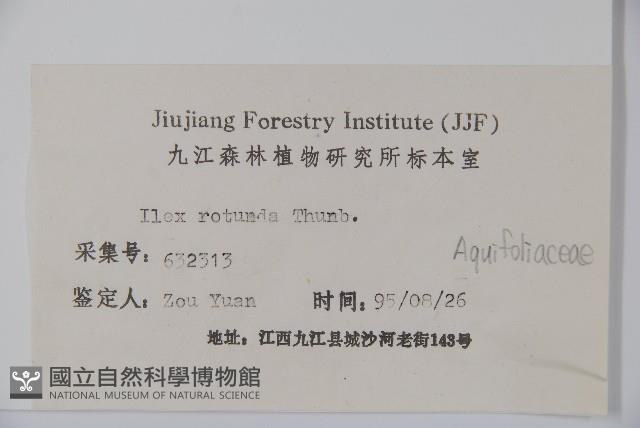 Jiujiang Forestry Institute (JJF)
九江森林植物研究所标本室
Ilex rotunda Thunb.
采集号: 632313
Aquifoliaceae
鉴定人: Zou Yuan 时间: 95/08/26
地址: 江西九江县城沙河老街143号
國立自然科學博物館
NATIONAL MUSEUM OF NATURAL SCIENCE